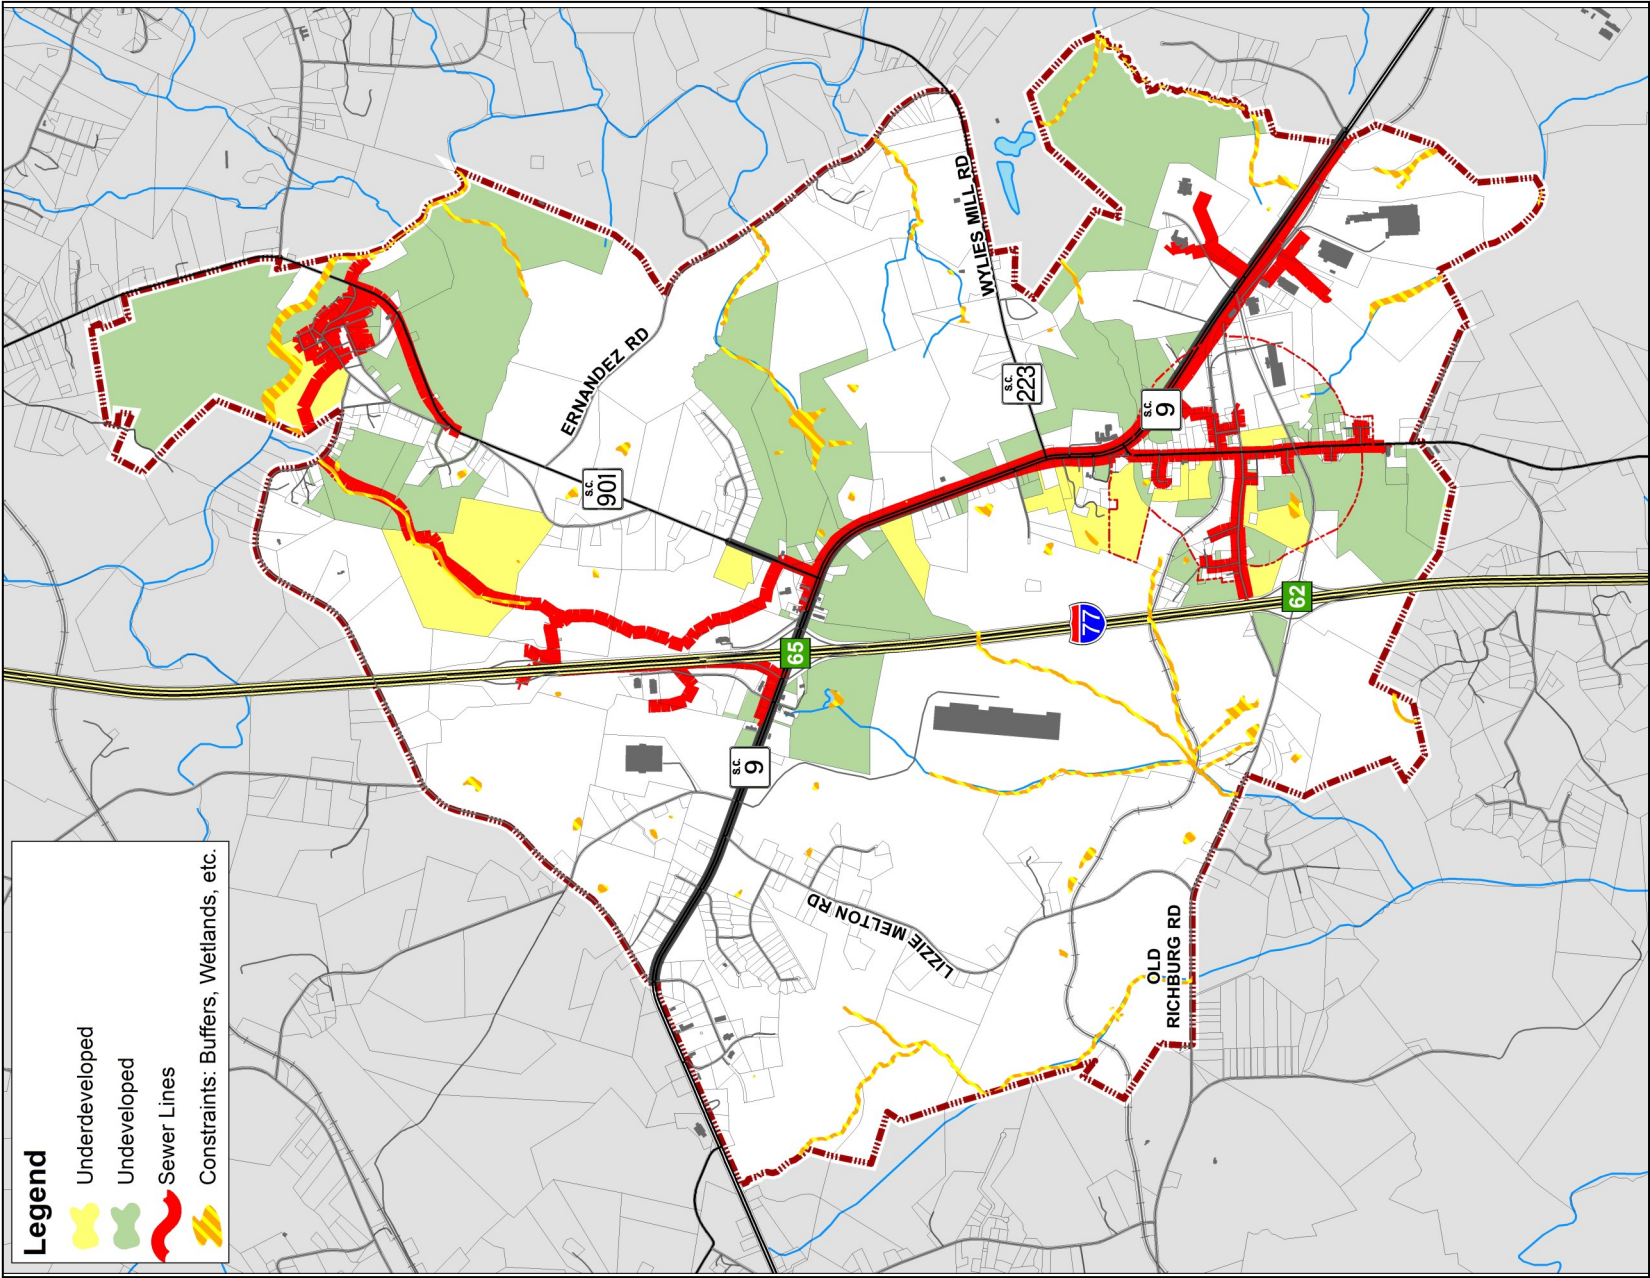 Legend
Underdeveloped
Undeveloped
Sewer Lines
Constraints: Buffers, Wetlands, etc.
S.C.
9
LIZZIE MELTON RD
OLD
RICHBURG RD
65
77
62
S.C.
901
ERNANDEZ RD
S.C.
223
S.C.
9
WYLIES MILL RD